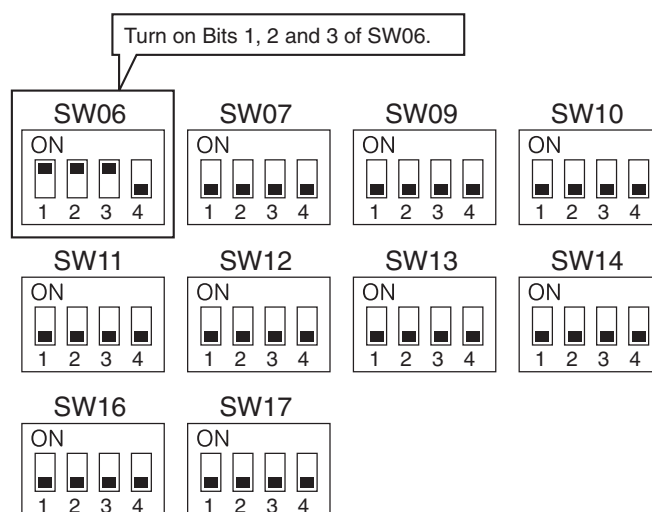 Turn on Bits 1, 2 and 3 of SW06.
SW06 SW07 SW09 SW10
ON ON ON ON
1 2 3 4 1 2 3 4 1 2 3 4 1 2 3 4
SW11 SW12 SW13 SW14
ON ON ON ON
1 2 3 4 1 2 3 4 1 2 3 4 1 2 3 4
SW16 SW17
ON ON
1 2 3 4 1 2 3 4